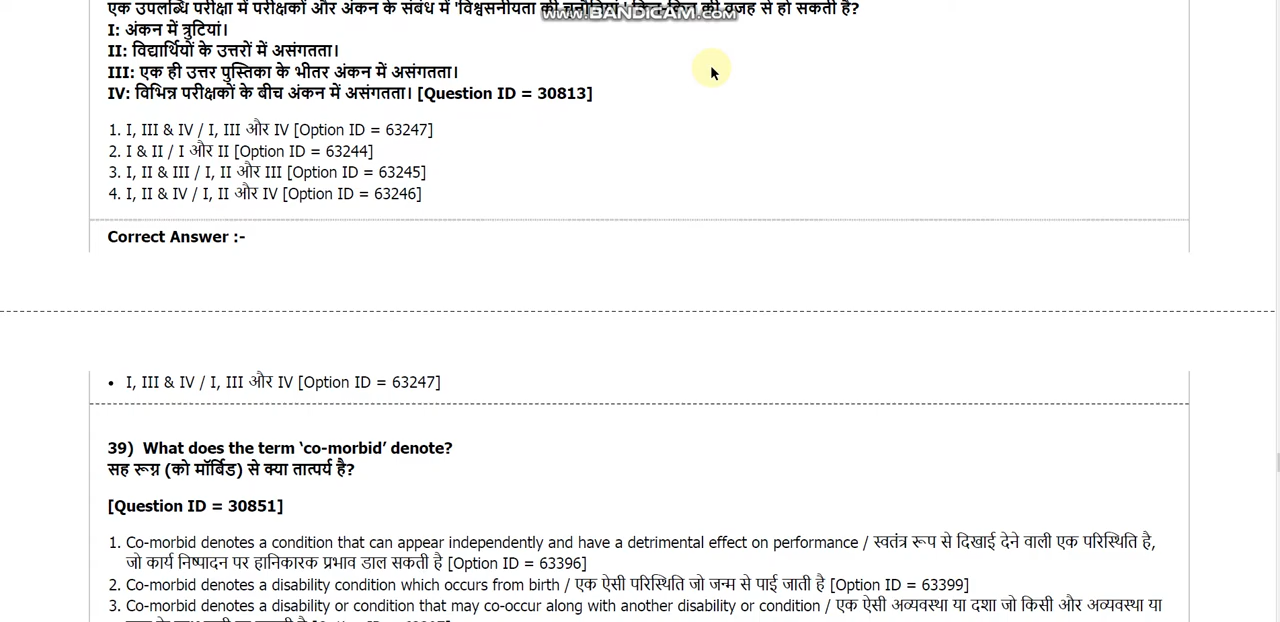 एक उपलब्धि परीक्षा में परीक्षकों और अंकन के संबंध में 'विश्वसनीयता की चुनौतियां' किन-किन की वजह से हो सकती है?
www.BANDICAM.com
I: अंकन में त्रुटियां।
II: विद्यार्थियों के उत्तरों में असंगतता।
III: एक ही उत्तर पुस्तिका के भीतर अंकन में असंगतता।
IV: विभिन्न परीक्षकों के बीच अंकन में असंगतता। [Question ID = 30813]
1. I, III & IV / I, III और IV [Option ID = 63247]
2. I & II / I और II [Option ID = 63244]
3. I, II & III / I, II और III [Option ID = 63245]
4. I, II & IV / I, II और IV [Option ID = 63246]
Correct Answer :-
• I, III & IV / I, III और IV [Option ID = 63247]
39) What does the term ‘co-morbid’ denote?
सह रूग्न (को मॉर्बिड) से क्या तात्पर्य है?
[Question ID = 30851]
1. Co-morbid denotes a condition that can appear independently and have a detrimental effect on performance / स्वतंत्र रूप से दिखाई देने वाली एक परिस्थिति है,
जो कार्य निष्पादन पर हानिकारक प्रभाव डाल सकती है [Option ID = 63396]
2. Co-morbid denotes a disability condition which occurs from birth / एक ऐसी परिस्थिति जो जन्म से पाई जाती है [Option ID = 63399]
3. Co-morbid denotes a disability or condition that may co-occur along with another disability or condition / एक ऐसी अव्यवस्था या दशा जो किसी और अव्यवस्था या